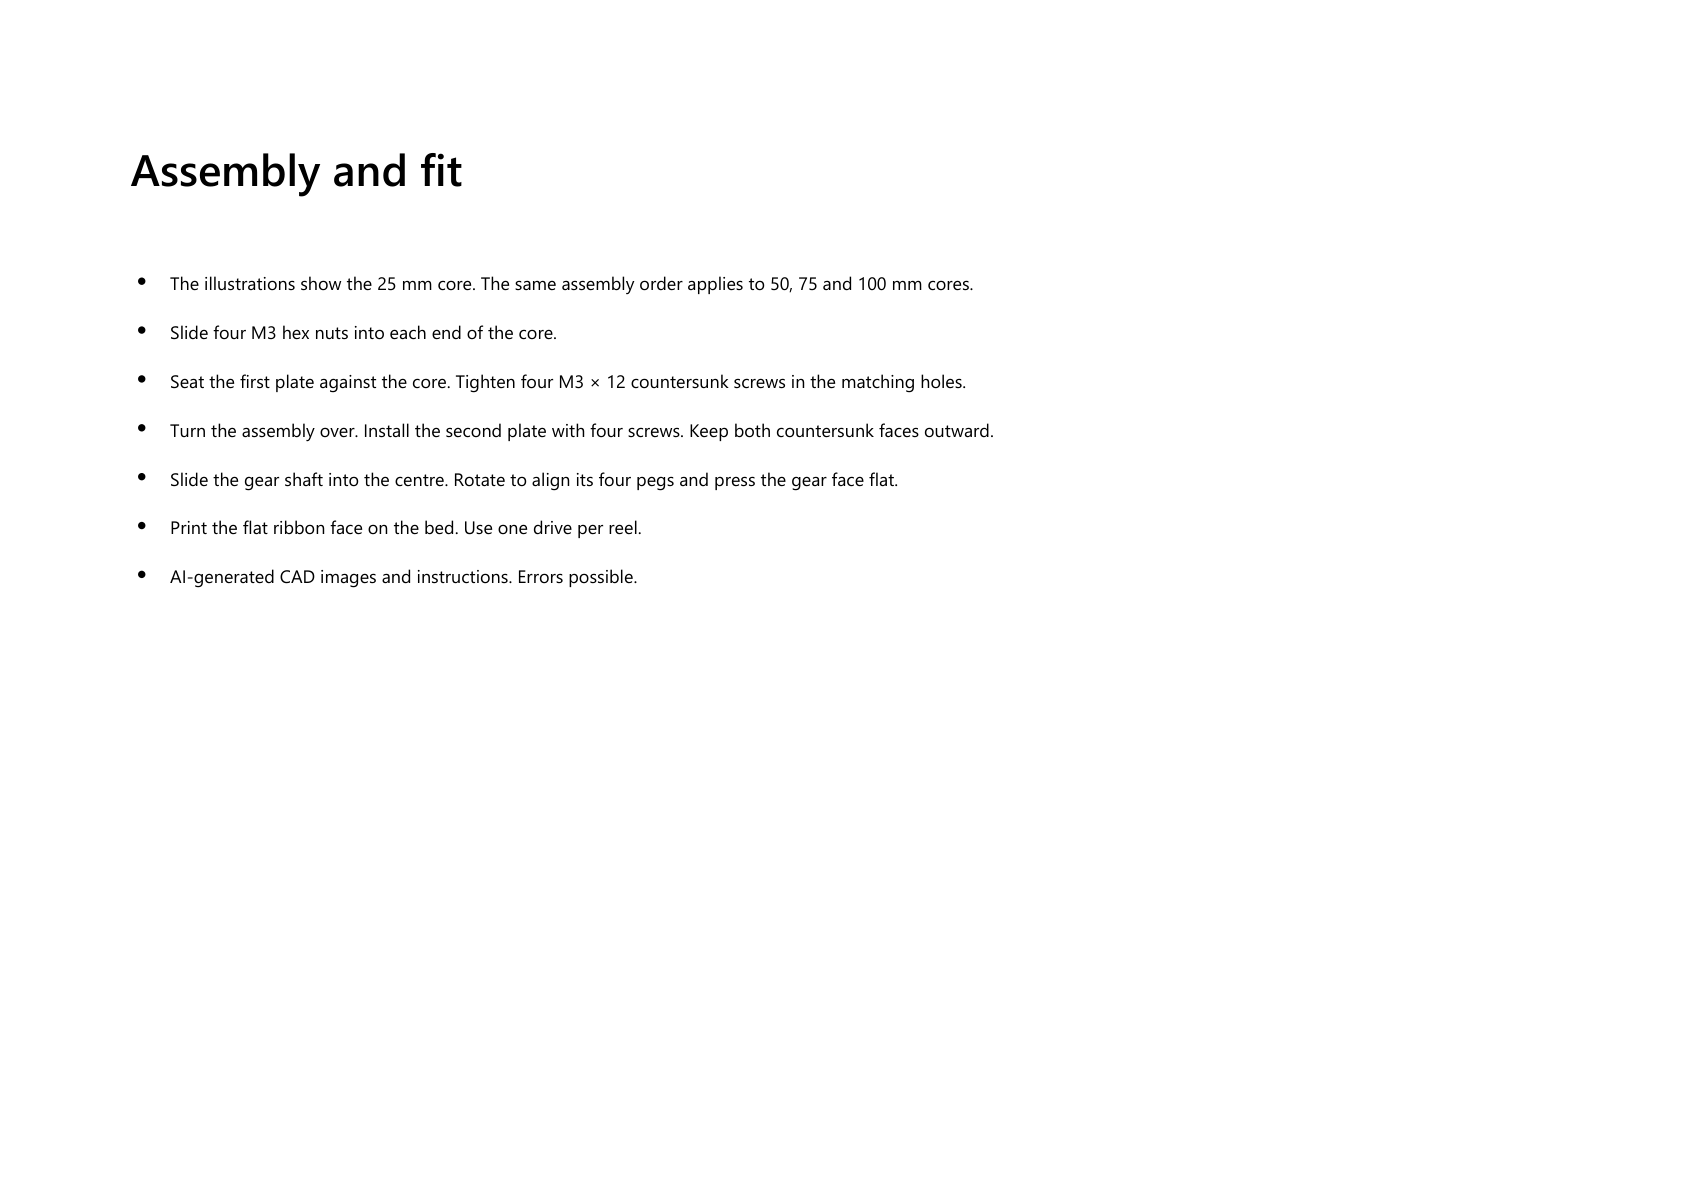 Assembly and fit
• The illustrations show the 25 mm core. The same assembly order applies to 50, 75 and 100 mm cores.
• Slide four M3 hex nuts into each end of the core.
• Seat the first plate against the core. Tighten four M3 × 12 countersunk screws in the matching holes.
• Turn the assembly over. Install the second plate with four screws. Keep both countersunk faces outward.
• Slide the gear shaft into the centre. Rotate to align its four pegs and press the gear face flat.
• Print the flat ribbon face on the bed. Use one drive per reel.
• AI-generated CAD images and instructions. Errors possible.